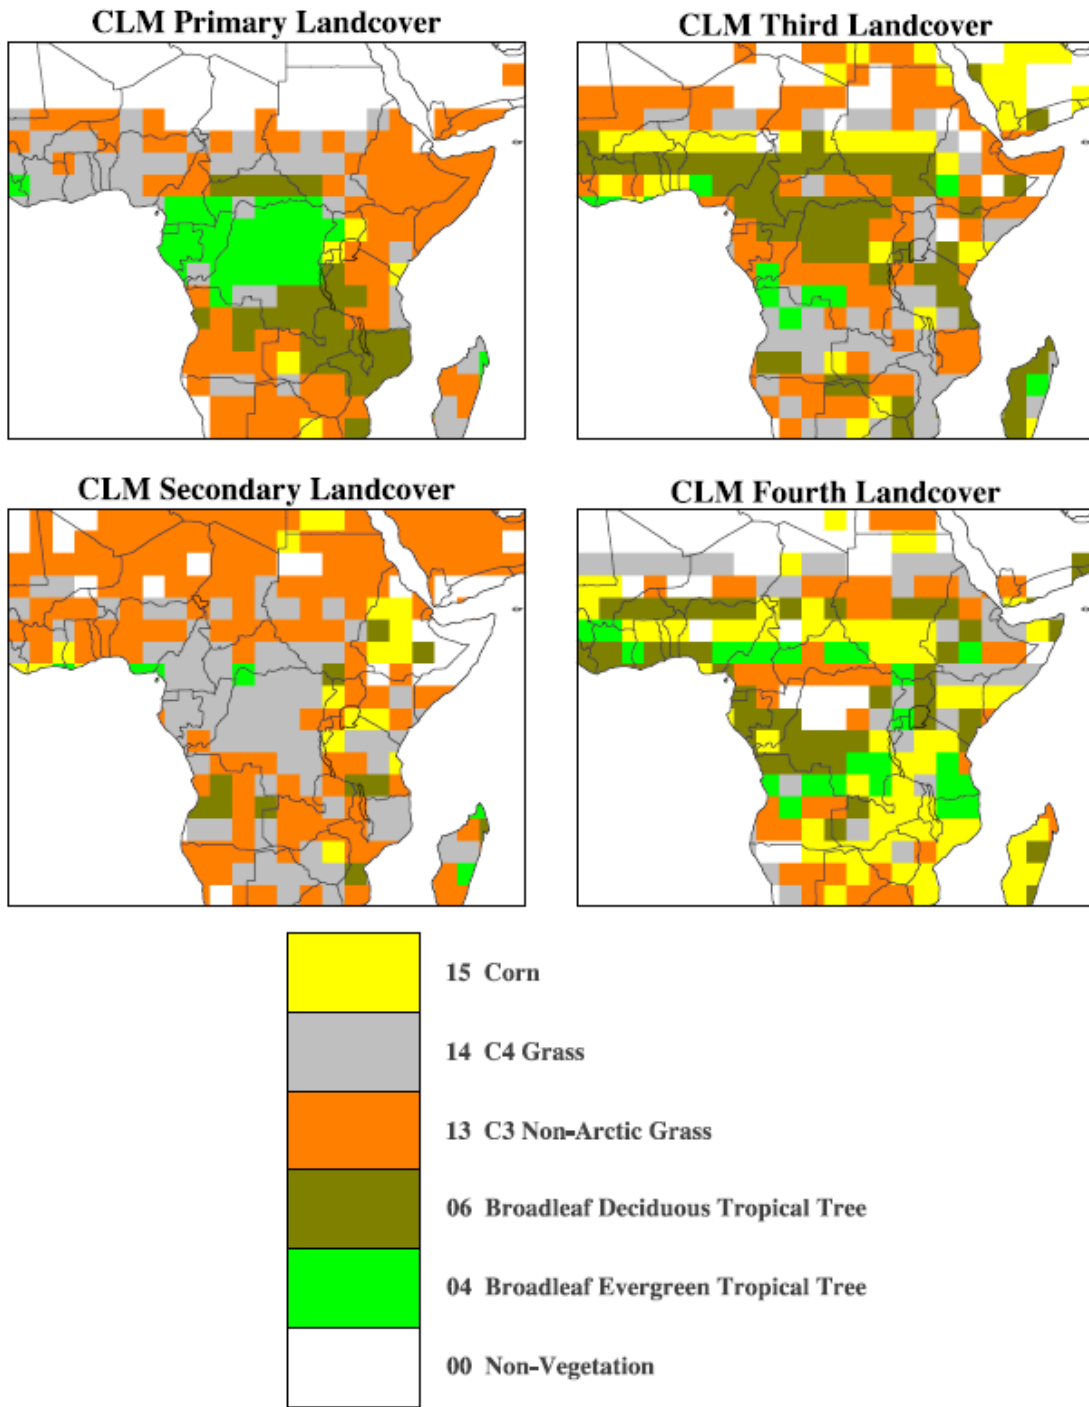 CLM Primary Landcover
CLM Third Landcover
CLM Secondary Landcover
CLM Fourth Landcover
15 Corn
14 C4 Grass
13 C3 Non-Arctic Grass
06 Broadleaf Deciduous Tropical Tree
04 Broadleaf Evergreen Tropical Tree
00 Non-Vegetation